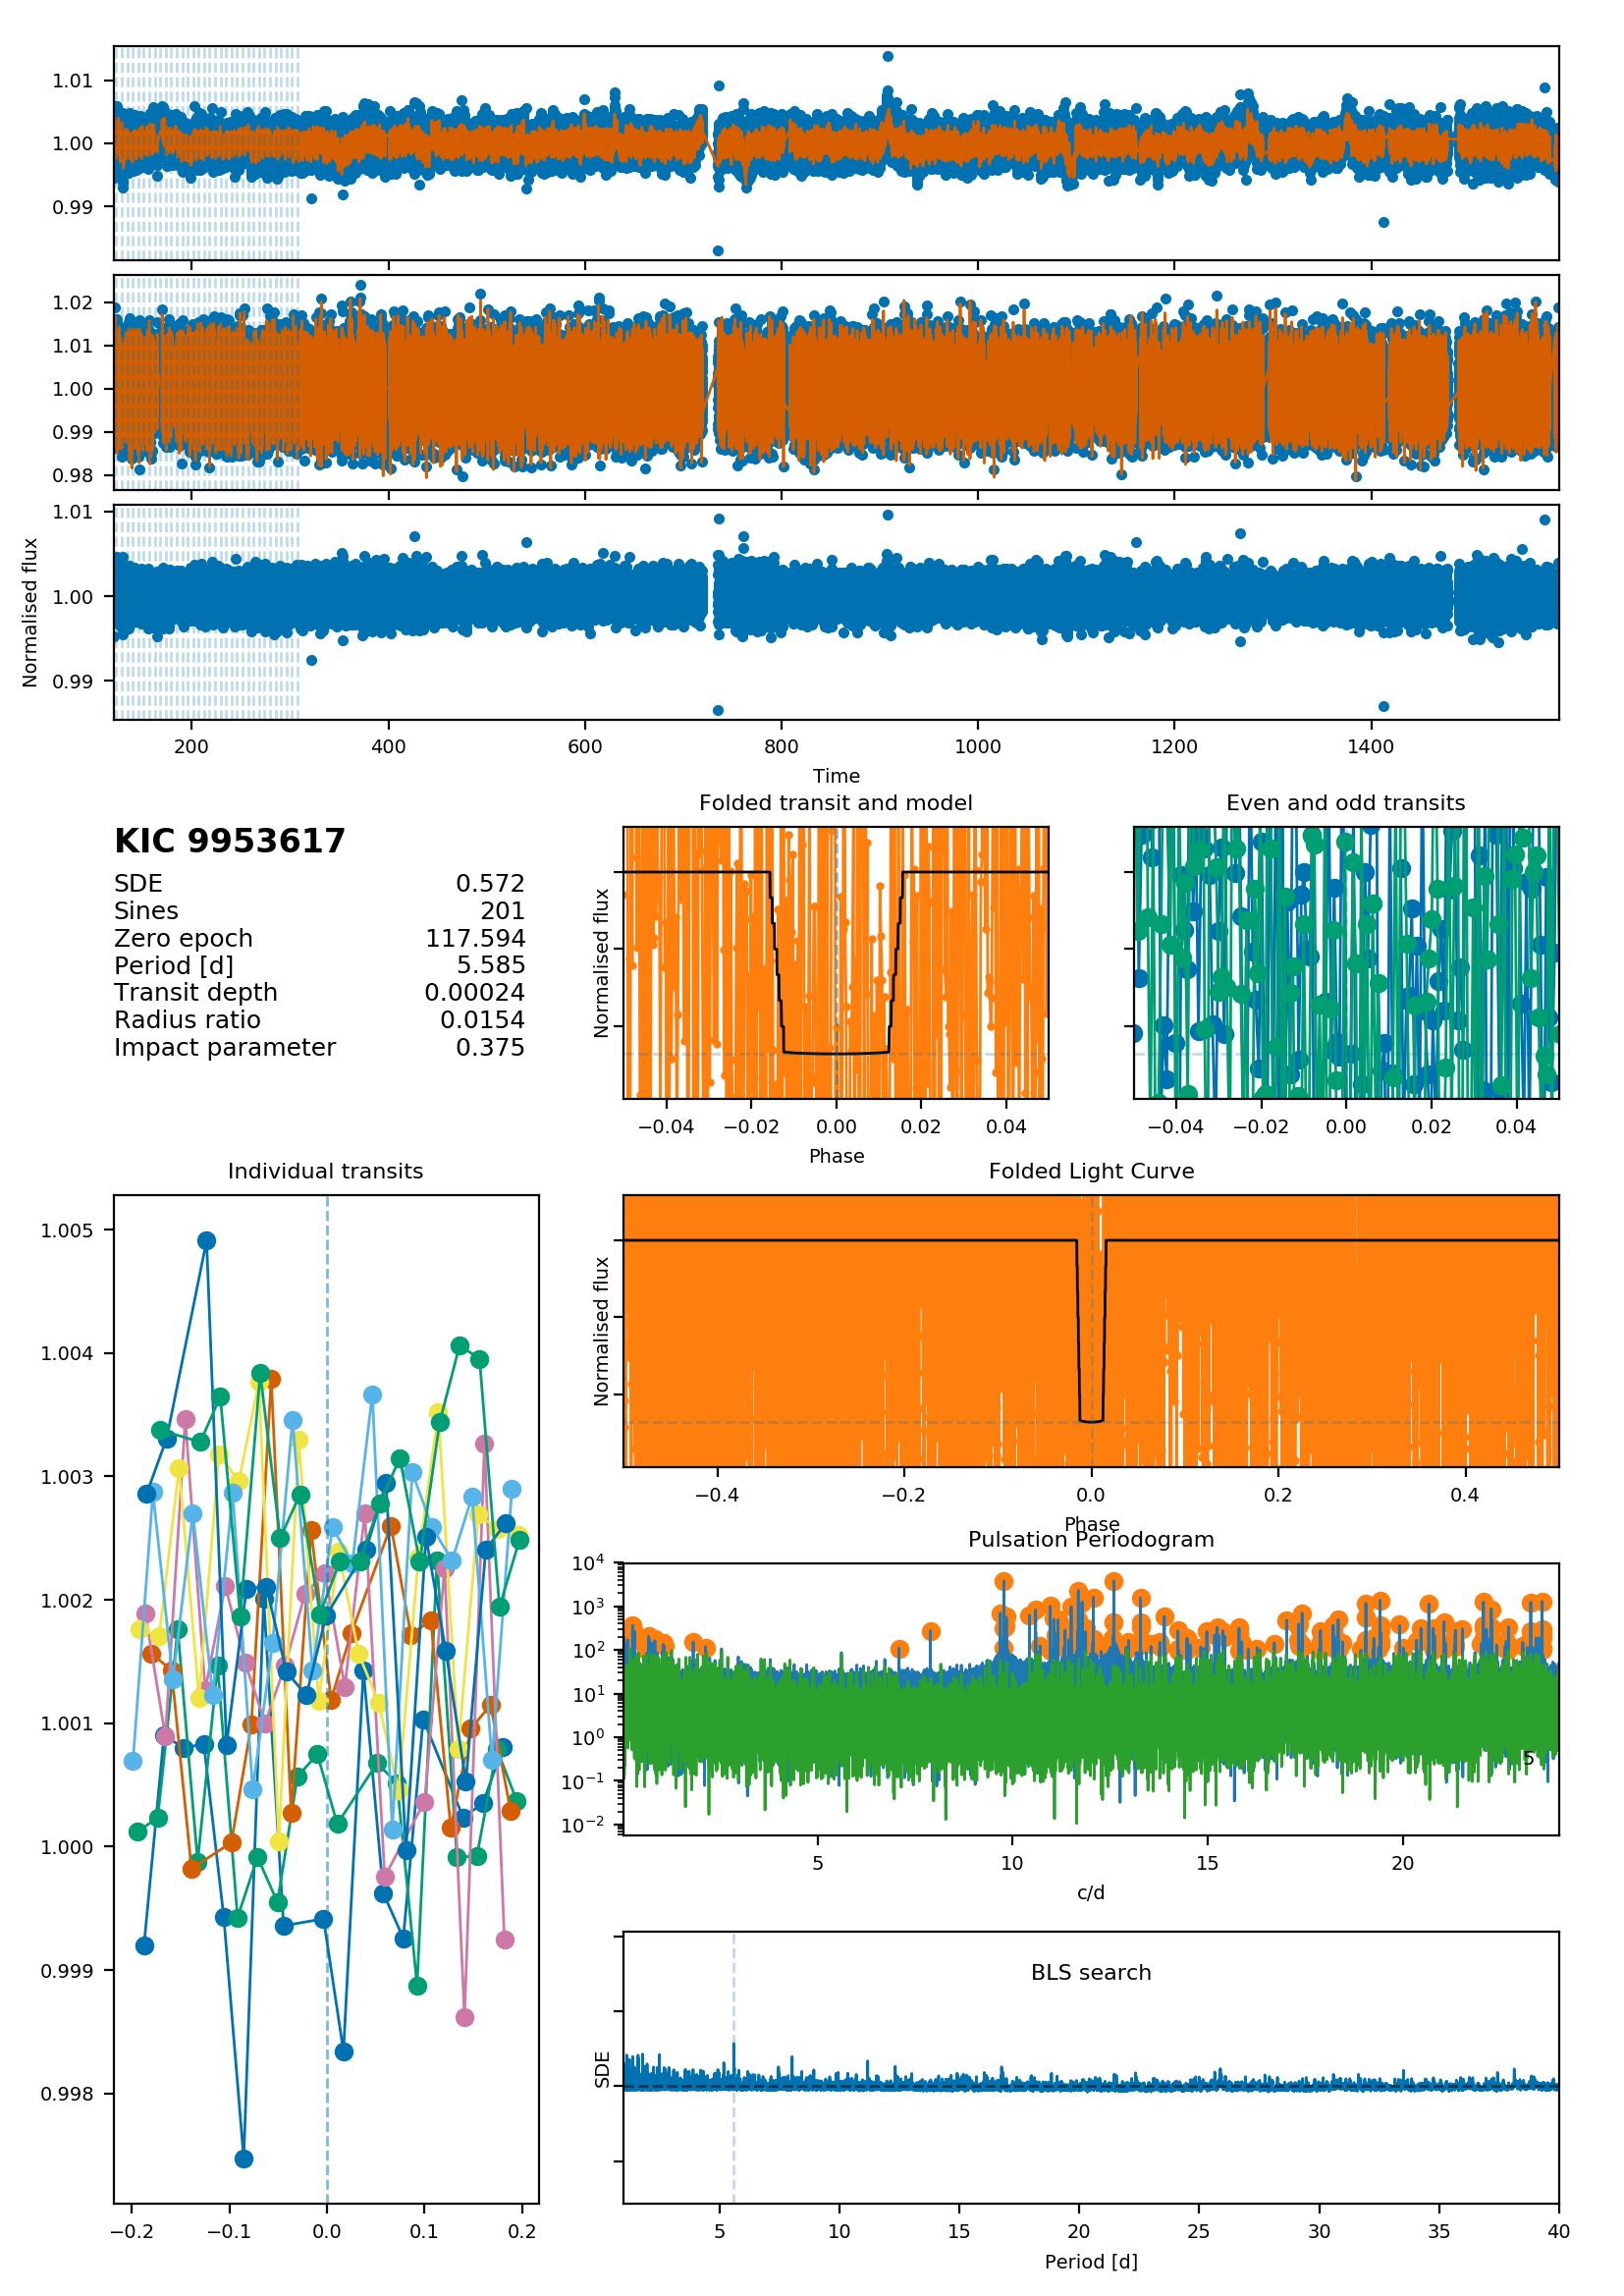 1.01
1.00
0.99
1.02
1.01
1.00
0.99
0.98
1.01
1.00
0.99
Normalised flux
200 400 600 800 1000 1200 1400
Time
KIC 9953617
SDE 0.572
Sines 201
Zero epoch 117.594
Period [d] 5.585
Transit depth 0.00024
Radius ratio 0.0154
Impact parameter 0.375
Folded transit and model
Normalised flux
−0.04 −0.02 0.00 0.02 0.04
Phase
Even and odd transits
−0.04 −0.02 0.00 0.02 0.04
Individual transits
1.005
1.004
1.003
1.002
1.001
1.000
0.999
0.998
−0.2 −0.1 0.0 0.1 0.2
Folded Light Curve
Normalised flux
−0.4 −0.2 0.0 0.2 0.4
Phase
Pulsation Periodogram
10⁴
10³
10²
10¹
10⁰
10⁻¹
10⁻²
5
5 10 15 20
c/d
BLS search
SDE
5 10 15 20 25 30 35 40
Period [d]